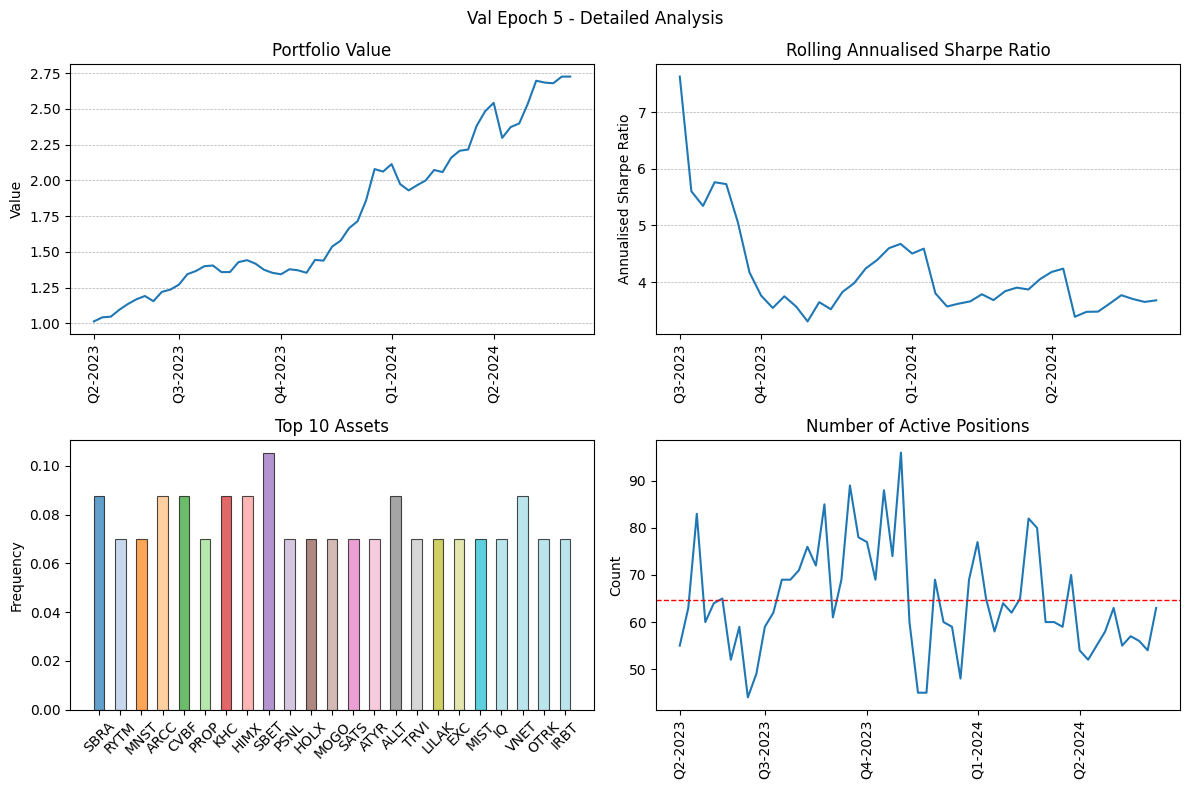 Val Epoch 5 - Detailed Analysis
Portfolio Value
Value
2.75
2.50
2.25
2.00
1.75
1.50
1.25
1.00
Q2-2023
Q3-2023
Q4-2023
Q1-2024
Q2-2024
Rolling Annualised Sharpe Ratio
Annualised Sharpe Ratio
7
6
5
4
Q3-2023
Q4-2023
Q1-2024
Q2-2024
Top 10 Assets
Frequency
0.10
0.08
0.06
0.04
0.02
0.00
SBRA
RYTM
MNST
ARCC
CVBF
PROP
KHC
HIMX
SBET
PSNL
HOLX
MOGO
SATS
ATYR
ALLT
TRVI
LILAK
EXC
MIST
IQ
VNET
OTRK
IRBT
Number of Active Positions
Count
90
80
70
60
50
Q2-2023
Q3-2023
Q4-2023
Q1-2024
Q2-2024